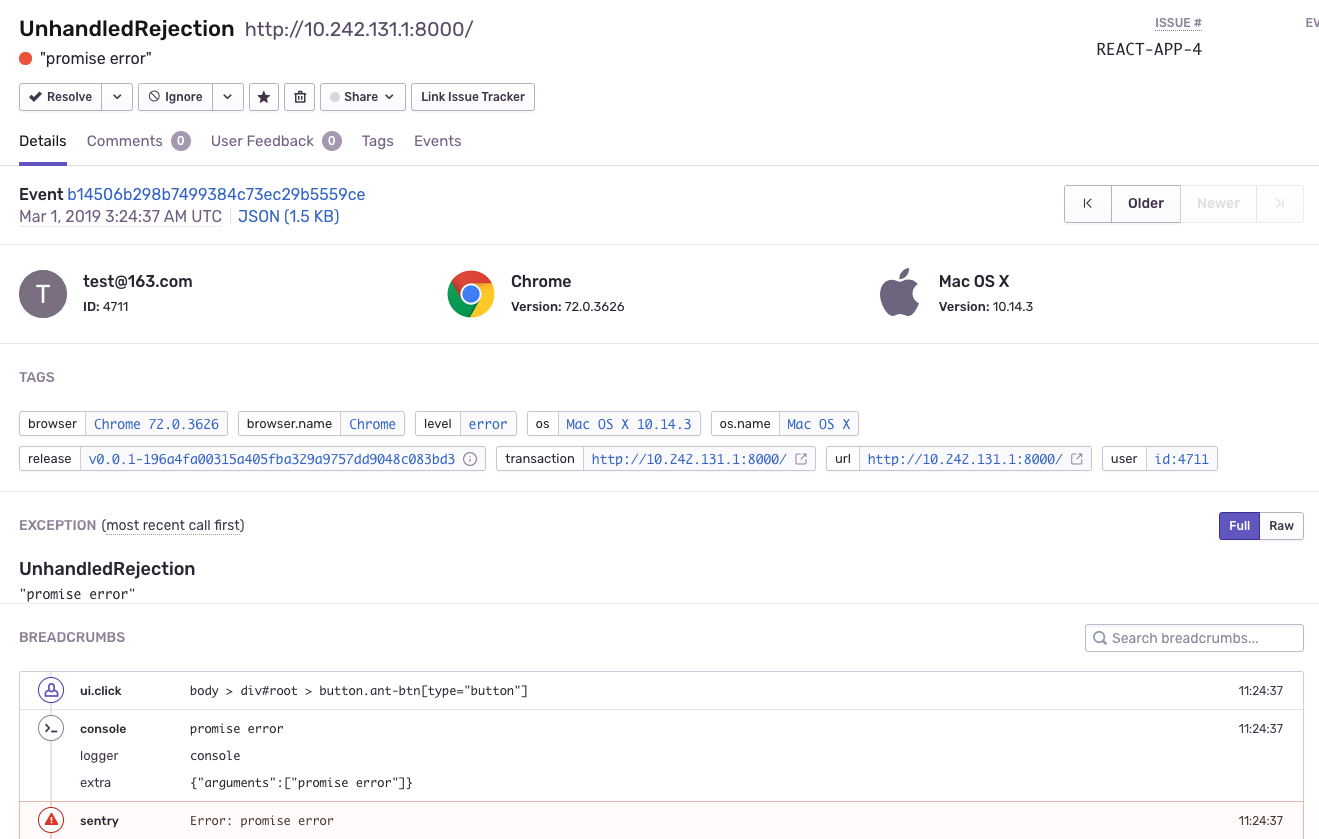 UnhandledRejection http://10.242.131.1:8000/
ISSUE #
EV
"promise error"
REACT-APP-4
Resolve
Ignore
Share
Link Issue Tracker
Details
Comments 0
User Feedback 0
Tags
Events
Event b14506b298b7499384c73ec29b5559ce
Mar 1, 2019 3:24:37 AM UTC
JSON (1.5 KB)
Older
Newer
T
test@163.com
ID: 4711
Chrome
Version: 72.0.3626
Mac OS X
Version: 10.14.3
TAGS
browser Chrome 72.0.3626
browser.name Chrome
level error
os Mac OS X 10.14.3
os.name Mac OS X
release v0.0.1-196a4fa00315a405fba329a9757dd9048c083bd3
transaction http://10.242.131.1:8000/
url http://10.242.131.1:8000/
user id:4711
EXCEPTION (most recent call first)
Full
Raw
UnhandledRejection
"promise error"
BREADCRUMBS
Search breadcrumbs...
ui.click body > div#root > button.ant-btn[type="button"] 11:24:37
console promise error 11:24:37
logger console
extra {"arguments":["promise error"]}
sentry Error: promise error 11:24:37